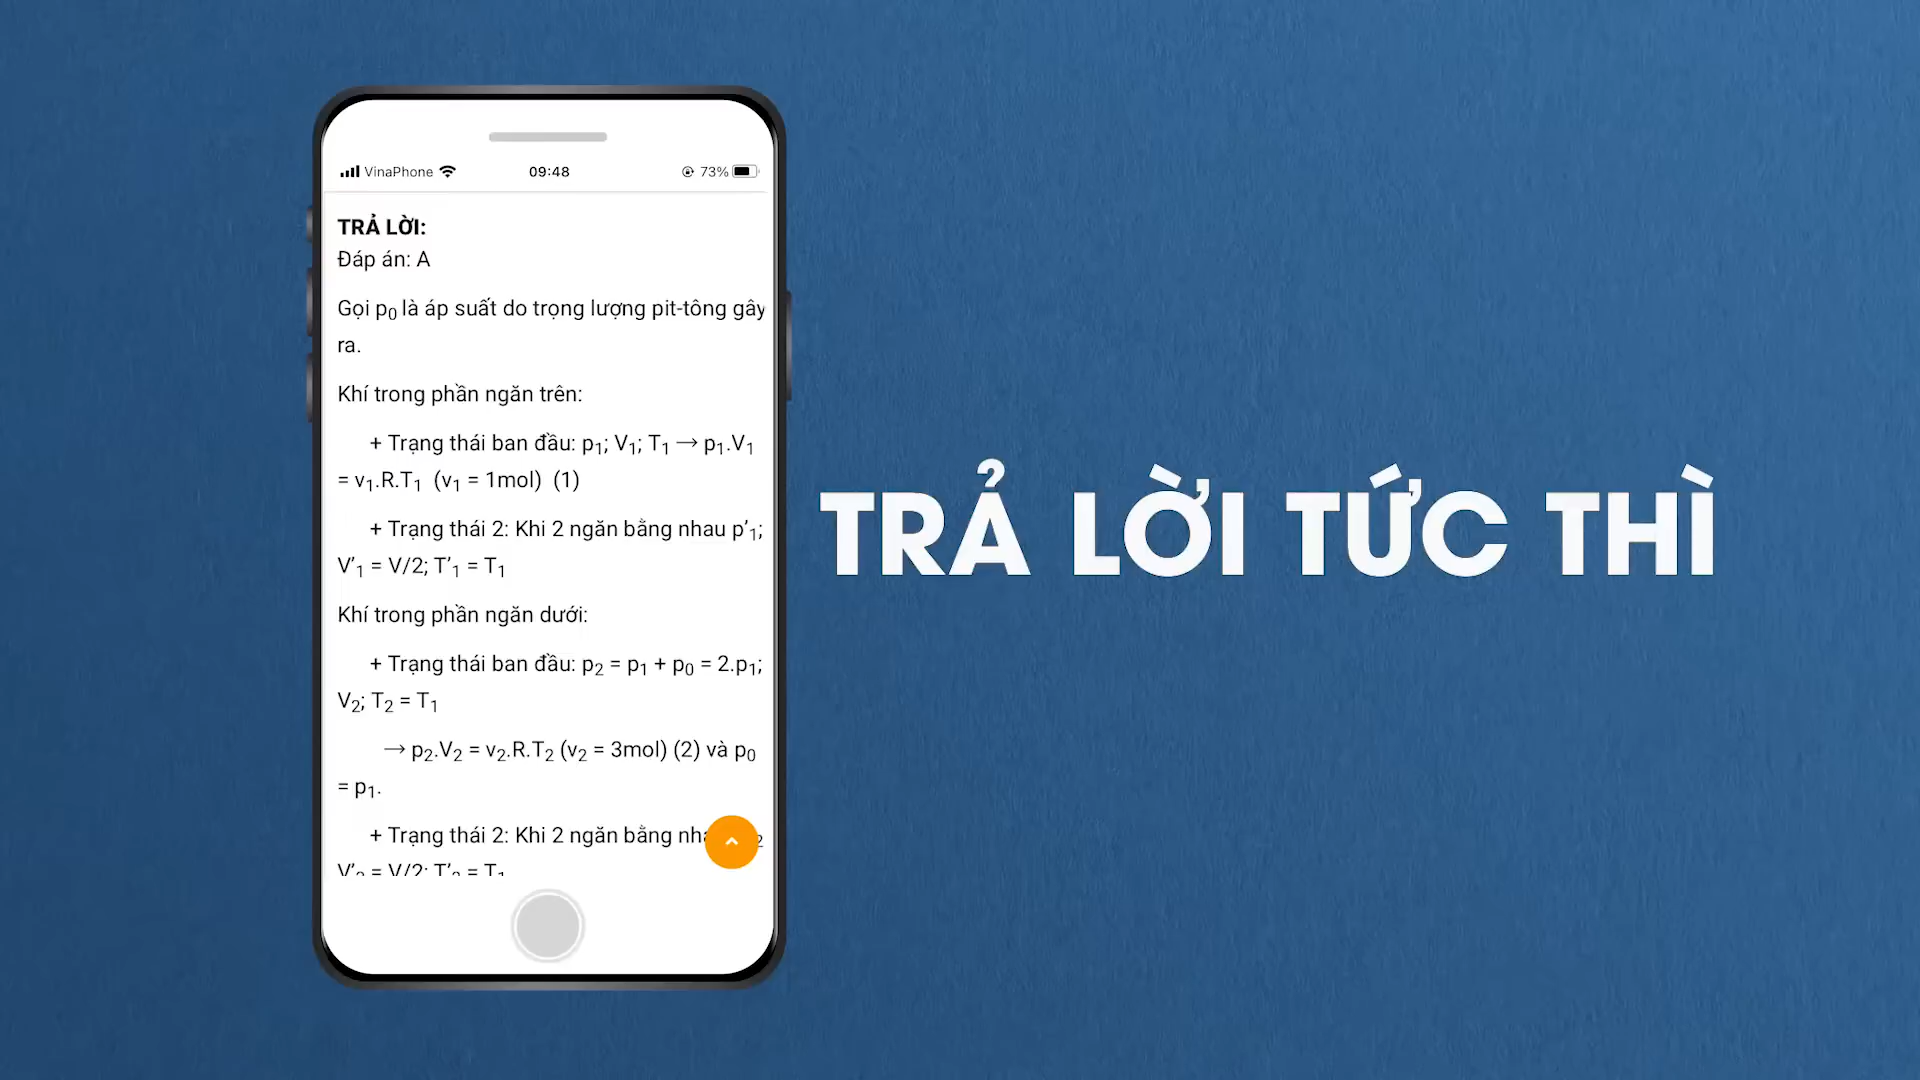 VinaPhone 09:48 73%
TRẢ LỜI:
Đáp án: A
Gọi p₀ là áp suất do trọng lượng pit-tông gây
ra.
Khí trong phần ngăn trên:
+ Trạng thái ban đầu: p₁; V₁; T₁ → p₁.V₁
= v₁.R.T₁ (v₁ = 1mol) (1)
+ Trạng thái 2: Khi 2 ngăn bằng nhau p’₁;
V’₁ = V/2; T’₁ = T₁
Khí trong phần ngăn dưới:
+ Trạng thái ban đầu: p₂ = p₁ + p₀ = 2.p₁;
V₂; T₂ = T₁
→ p₂.V₂ = v₂.R.T₂ (v₂ = 3mol) (2) và p₀
= p₁.
+ Trạng thái 2: Khi 2 ngăn bằng
V’₂ = V/2; T’₂ = T₁
TRẢ LỜI TỨC THÌ